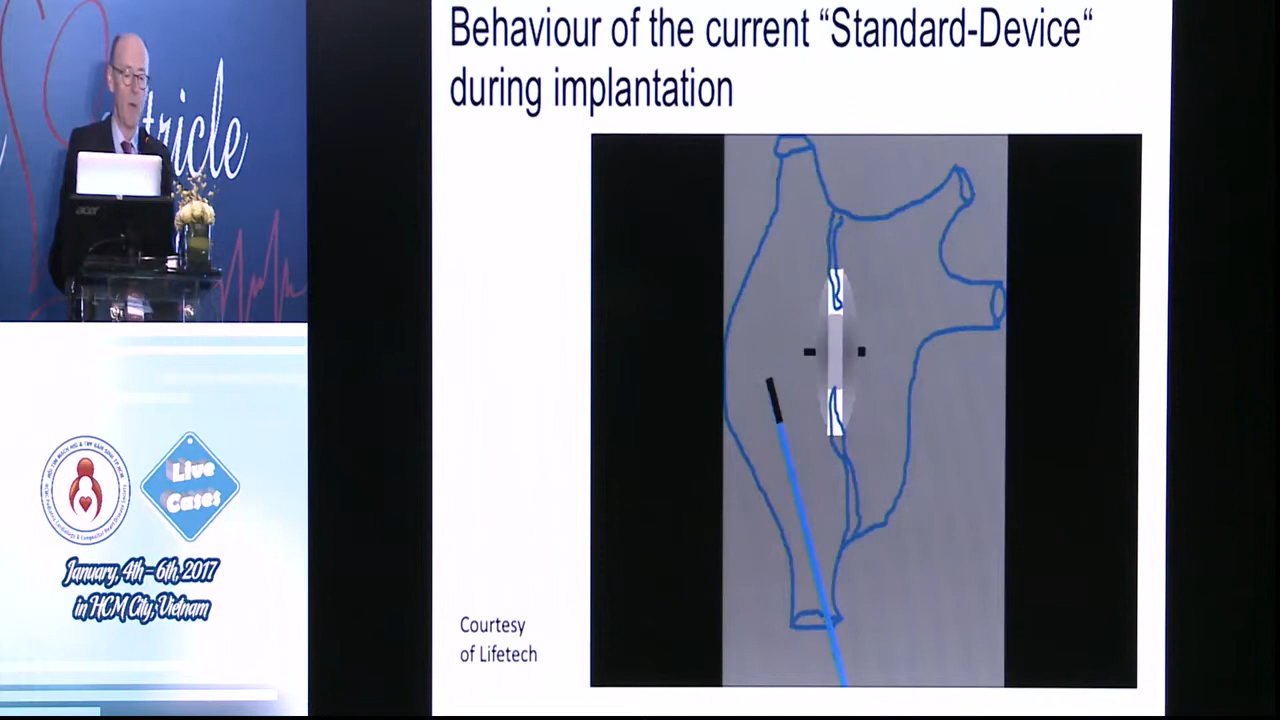 Behaviour of the current “Standard-Device“
during implantation
tricle
acer
Live
Cases
January, 4th-6th, 2017
in HCM City, Vietnam
Courtesy
of Lifetech